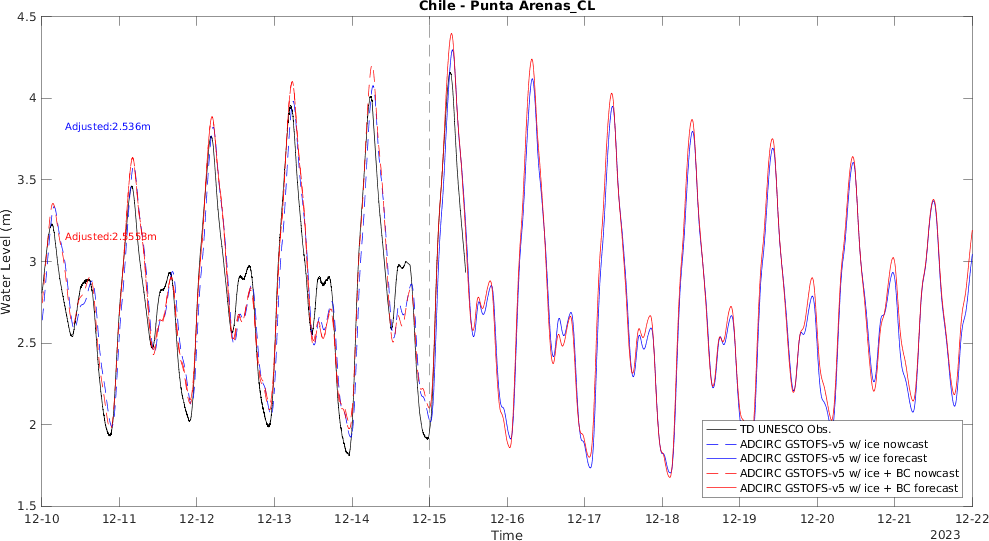 Chile - Punta Arenas_CL
4.5
4
3.5
3
2.5
2
1.5
Water Level (m)
Adjusted:2.536m
Adjusted:2.5553m
TD UNESCO Obs.
ADCIRC GSTOFS-v5 w/ ice nowcast
ADCIRC GSTOFS-v5 w/ ice forecast
ADCIRC GSTOFS-v5 w/ ice + BC nowcast
ADCIRC GSTOFS-v5 w/ ice + BC forecast
12-10 12-11 12-12 12-13 12-14 12-15 12-16 12-17 12-18 12-19 12-20 12-21 12-22
Time
2023